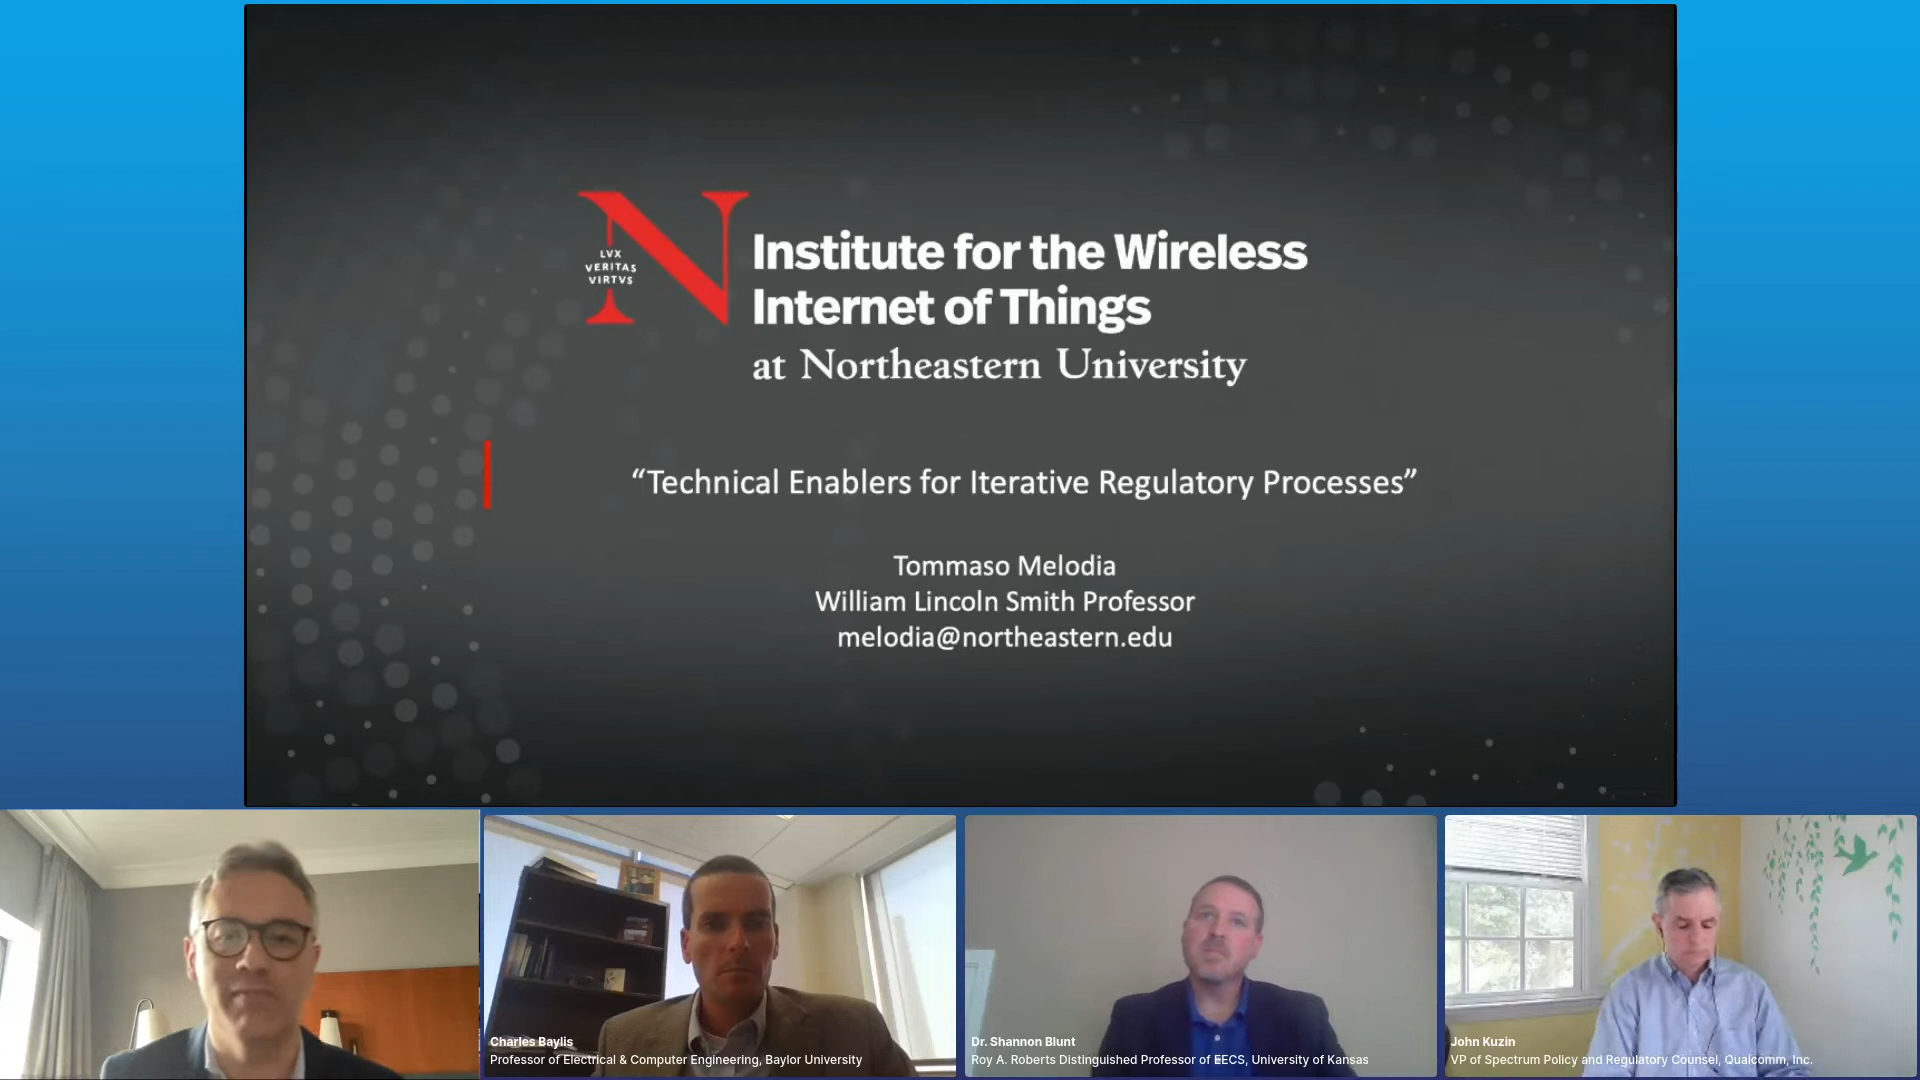 LVX
VERITAS
VIRTVS
Institute for the Wireless
Internet of Things
at Northeastern University
“Technical Enablers for Iterative Regulatory Processes”
Tommaso Melodia
William Lincoln Smith Professor
melodia@northeastern.edu
Charles Baylis
Professor of Electrical & Computer Engineering, Baylor University
Dr. Shannon Blunt
Roy A. Roberts Distinguished Professor of EECS, University of Kansas
John Kuzin
VP of Spectrum Policy and Regulatory Counsel, Qualcomm, Inc.